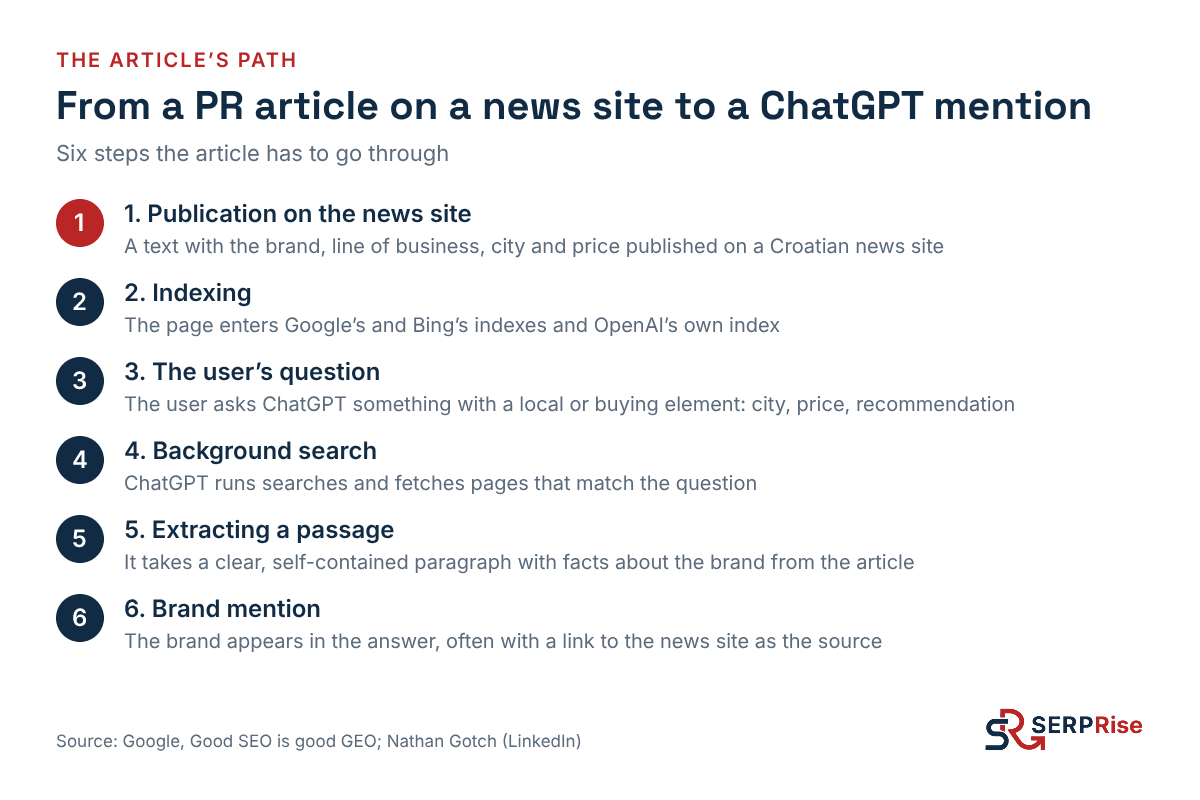 THE ARTICLE’S PATH
From a PR article on a news site to a ChatGPT mention
Six steps the article has to go through
1
1. Publication on the news site
A text with the brand, line of business, city and price published on a Croatian news site
2
2. Indexing
The page enters Google’s and Bing’s indexes and OpenAI’s own index
3
3. The user’s question
The user asks ChatGPT something with a local or buying element: city, price, recommendation
4
4. Background search
ChatGPT runs searches and fetches pages that match the question
5
5. Extracting a passage
It takes a clear, self-contained paragraph with facts about the brand from the article
6
6. Brand mention
The brand appears in the answer, often with a link to the news site as the source
Source: Google, Good SEO is good GEO; Nathan Gotch (LinkedIn)
SR SERPRise